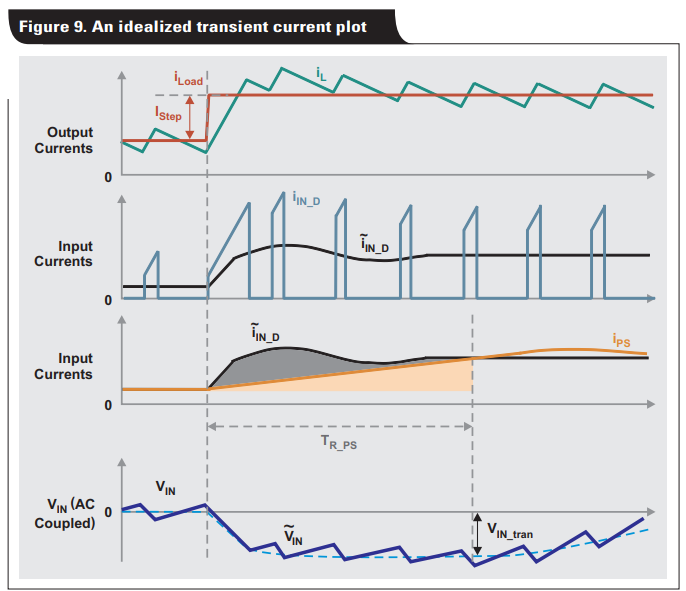 Figure 9. An idealized transient current plot
iLoad
iL
IStep
Output
Currents
0
iIN_D
ĩIN_D
Input
Currents
0
ĩIN_D
iPS
Input
Currents
0
TR_PS
VIN
VIN (AC
Coupled)
0
ṼIN
VIN_tran